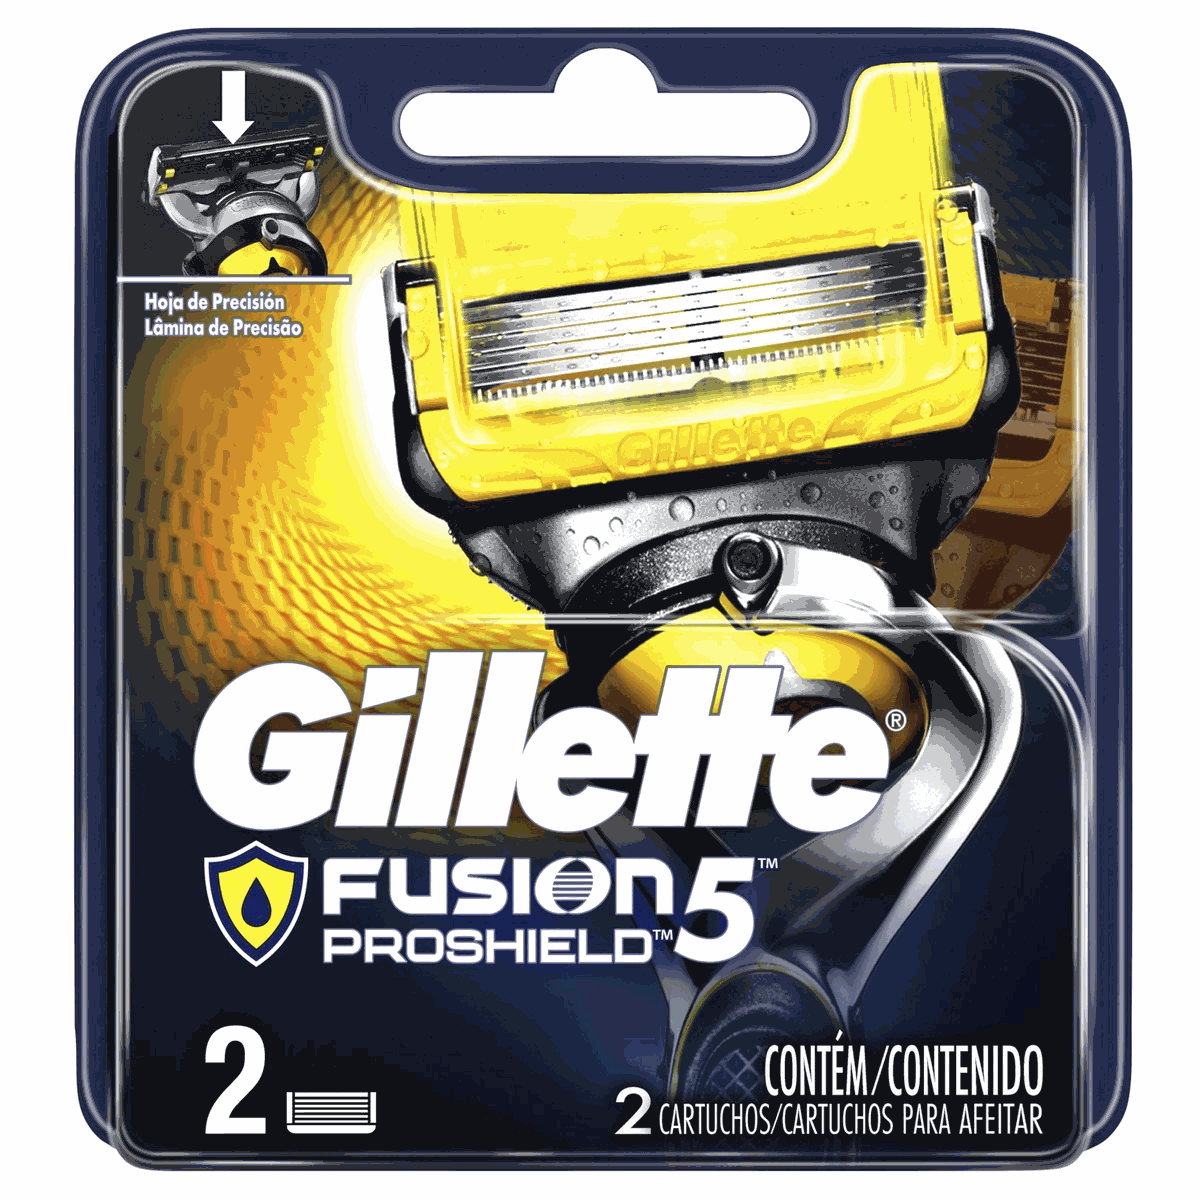 Hoja de Precisión
Lâmina de Precisão
Gillette
Gillette®
FUSION5™
PROSHIELD™
2
CONTÉM/CONTENIDO
2 CARTUCHOS/CARTUCHOS PARA AFEITAR